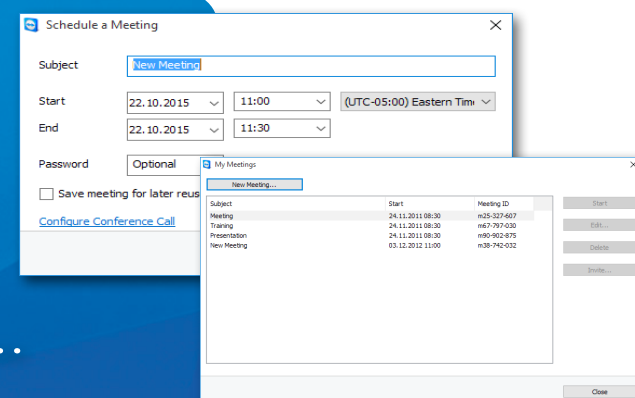 Schedule a Meeting
Subject
New Meeting
Start
22.10.2015
11:00
(UTC-05:00) Eastern Time
End
22.10.2015
11:30
Password
Optional
Save meeting for later reus
Configure Conference Call
My Meetings
New Meeting...
Subject Start Meeting ID
Meeting 24.11.2011 08:30 m25-327-607
Training 24.11.2011 08:30 m67-797-030
Presentation 24.11.2011 08:30 m90-902-875
New Meeting 03.12.2012 11:00 m38-742-032
Start
Edit...
Delete
Invite...
Close